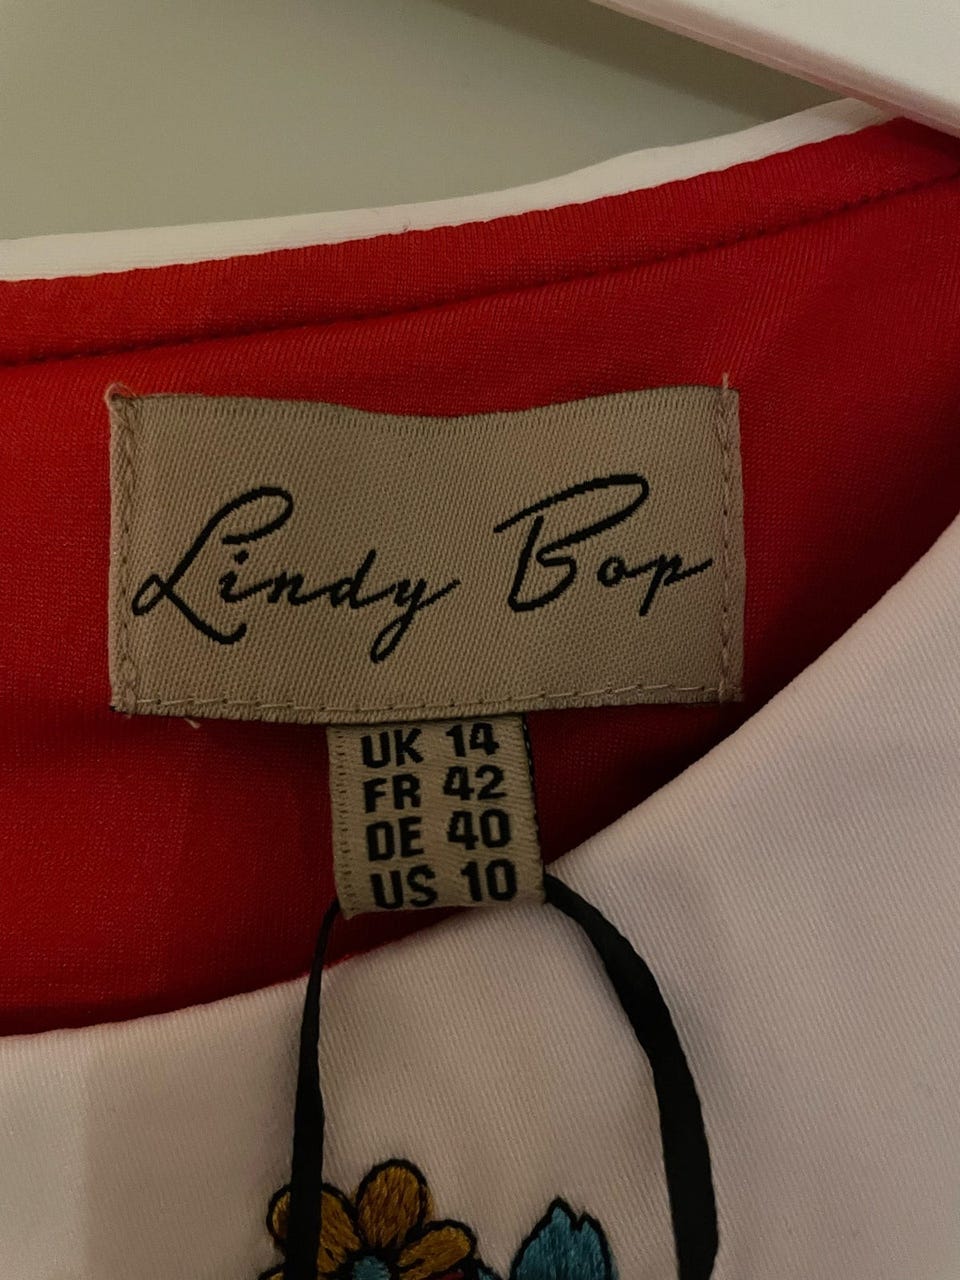 Lindy Bop
UK 14
FR 42
DE 40
US 10